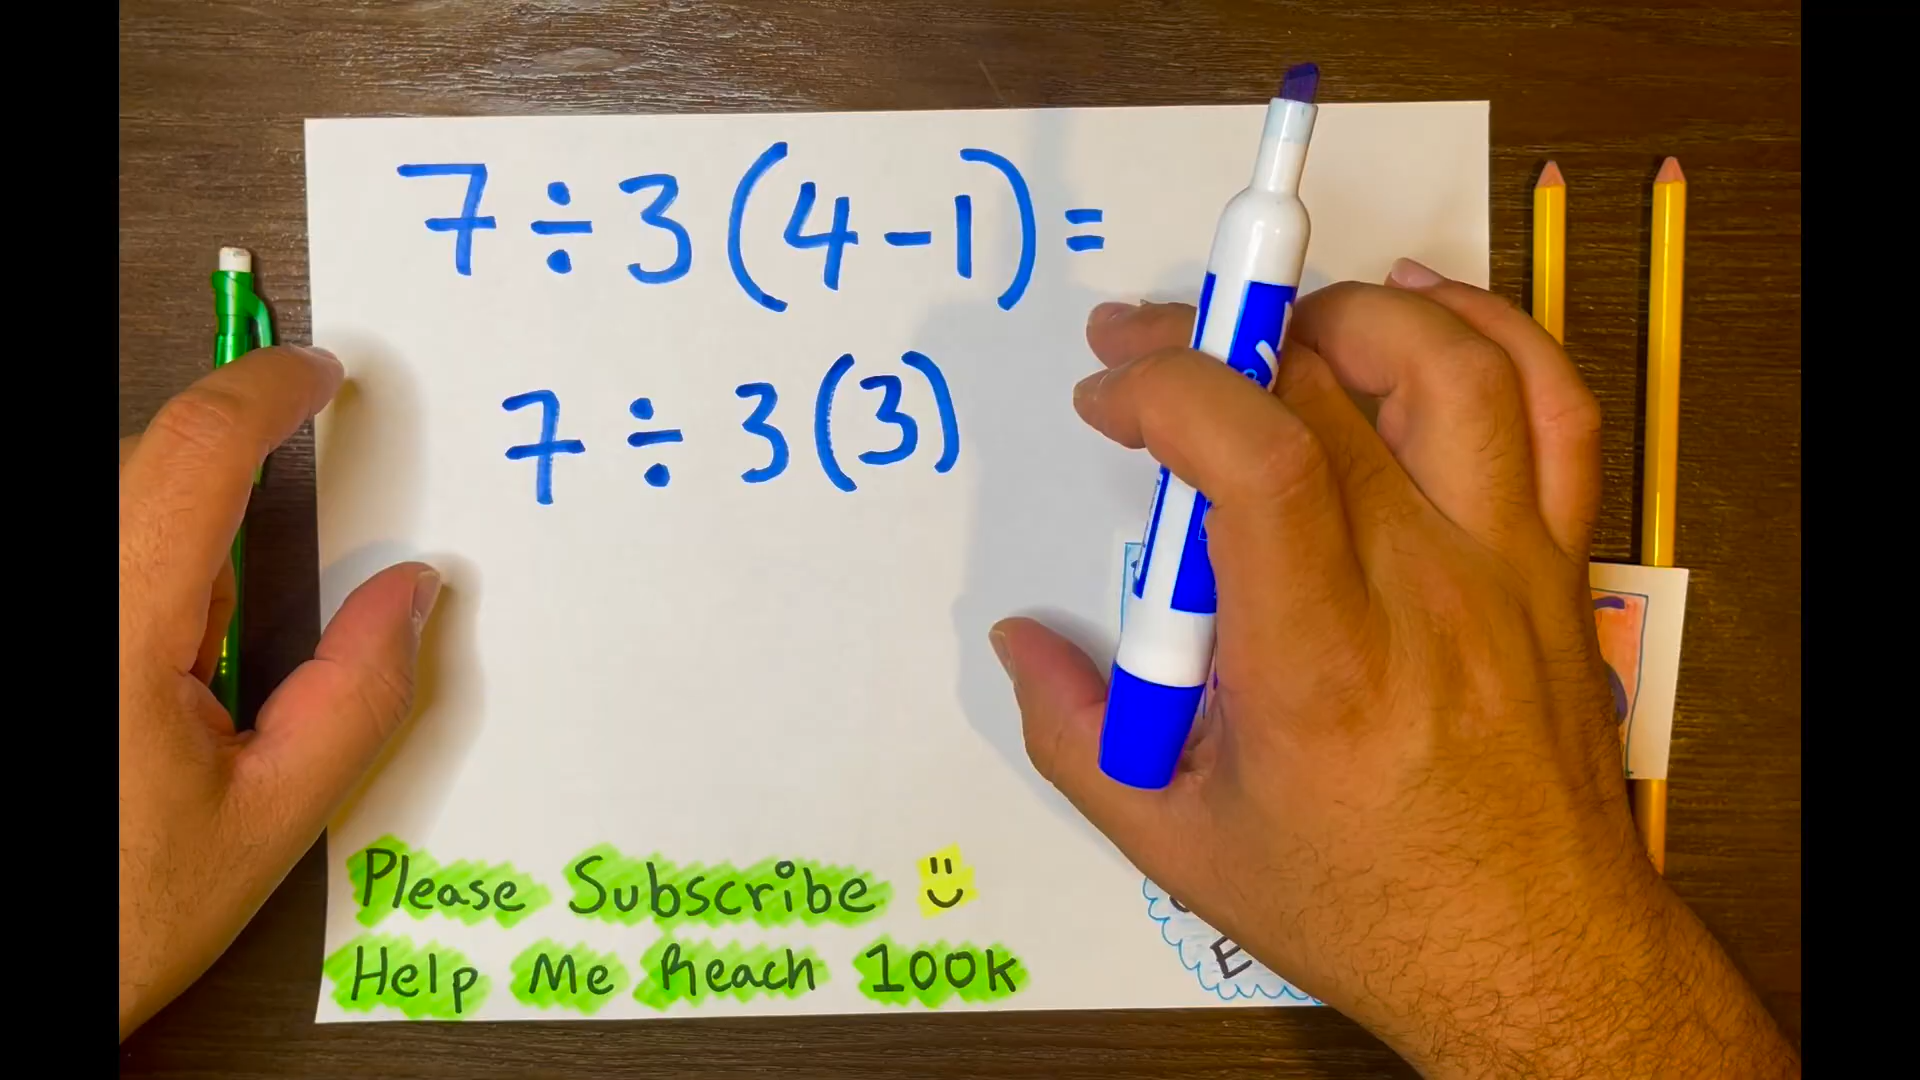 7 ÷ 3 (4 - 1) =
7 ÷ 3 (3)
Please Subscribe
Help Me Reach 100K
E